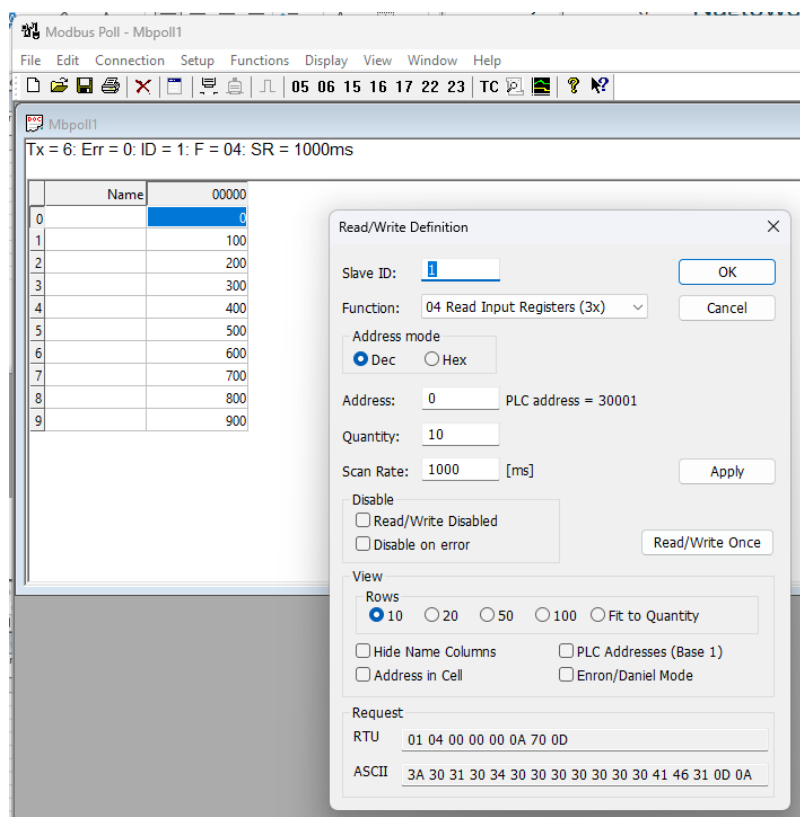 Modbus Poll - Mbpoll1
File Edit Connection Setup Functions Display View Window Help
05 06 15 16 17 22 23 TC
Mbpoll1
Tx = 6: Err = 0: ID = 1: F = 04: SR = 1000ms
Name 00000
0 0
1 100
2 200
3 300
4 400
5 500
6 600
7 700
8 800
9 900
Read/Write Definition
Slave ID: 1 OK
Function: 04 Read Input Registers (3x) Cancel
Address mode
Dec Hex
Address: 0 PLC address = 30001
Quantity: 10
Scan Rate: 1000 [ms] Apply
Disable
Read/Write Disabled
Disable on error Read/Write Once
View
Rows
10 20 50 100 Fit to Quantity
Hide Name Columns PLC Addresses (Base 1)
Address in Cell Enron/Daniel Mode
Request
RTU 01 04 00 00 00 0A 70 0D
ASCII 3A 30 31 30 34 30 30 30 30 30 30 30 41 46 31 0D 0A